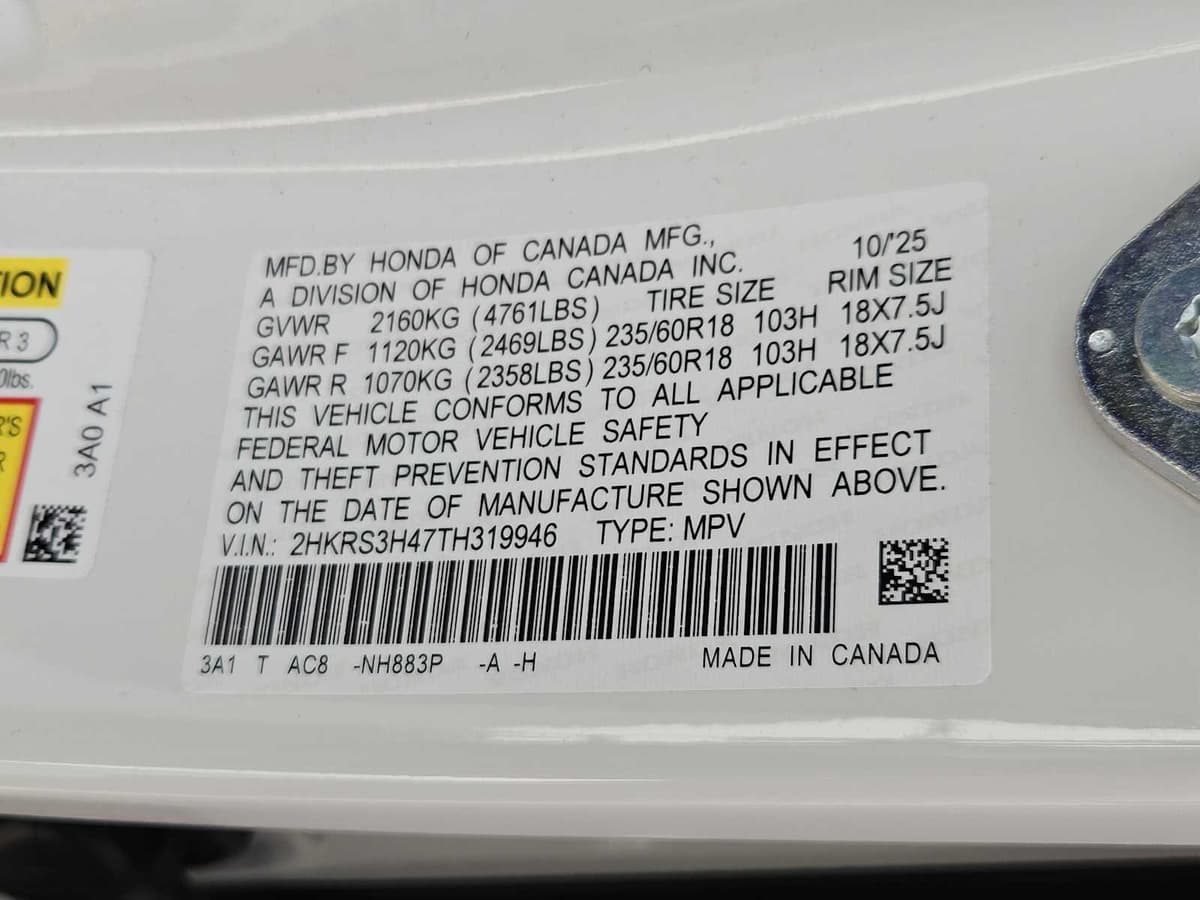 TION
R 3
0lbs.
R'S
R
3A0 A1
MFD.BY HONDA OF CANADA MFG., 10/'25
A DIVISION OF HONDA CANADA INC.
GVWR 2160KG (4761LBS) TIRE SIZE RIM SIZE
GAWR F 1120KG (2469LBS) 235/60R18 103H 18X7.5J
GAWR R 1070KG (2358LBS) 235/60R18 103H 18X7.5J
THIS VEHICLE CONFORMS TO ALL APPLICABLE
FEDERAL MOTOR VEHICLE SAFETY
AND THEFT PREVENTION STANDARDS IN EFFECT
ON THE DATE OF MANUFACTURE SHOWN ABOVE.
V.I.N.: 2HKRS3H47TH319946 TYPE: MPV
3A1 T AC8 -NH883P -A -H MADE IN CANADA